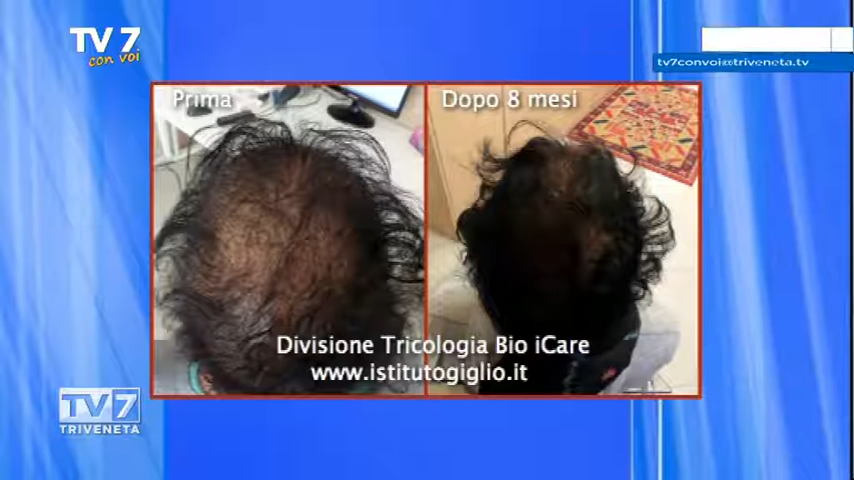 TV7
con voi
tv7convoi@triveneta.tv
Prima
Dopo 8 mesi
Divisione Tricologia Bio iCare
www.istitutogiglio.it
TV7
TRIVENETA